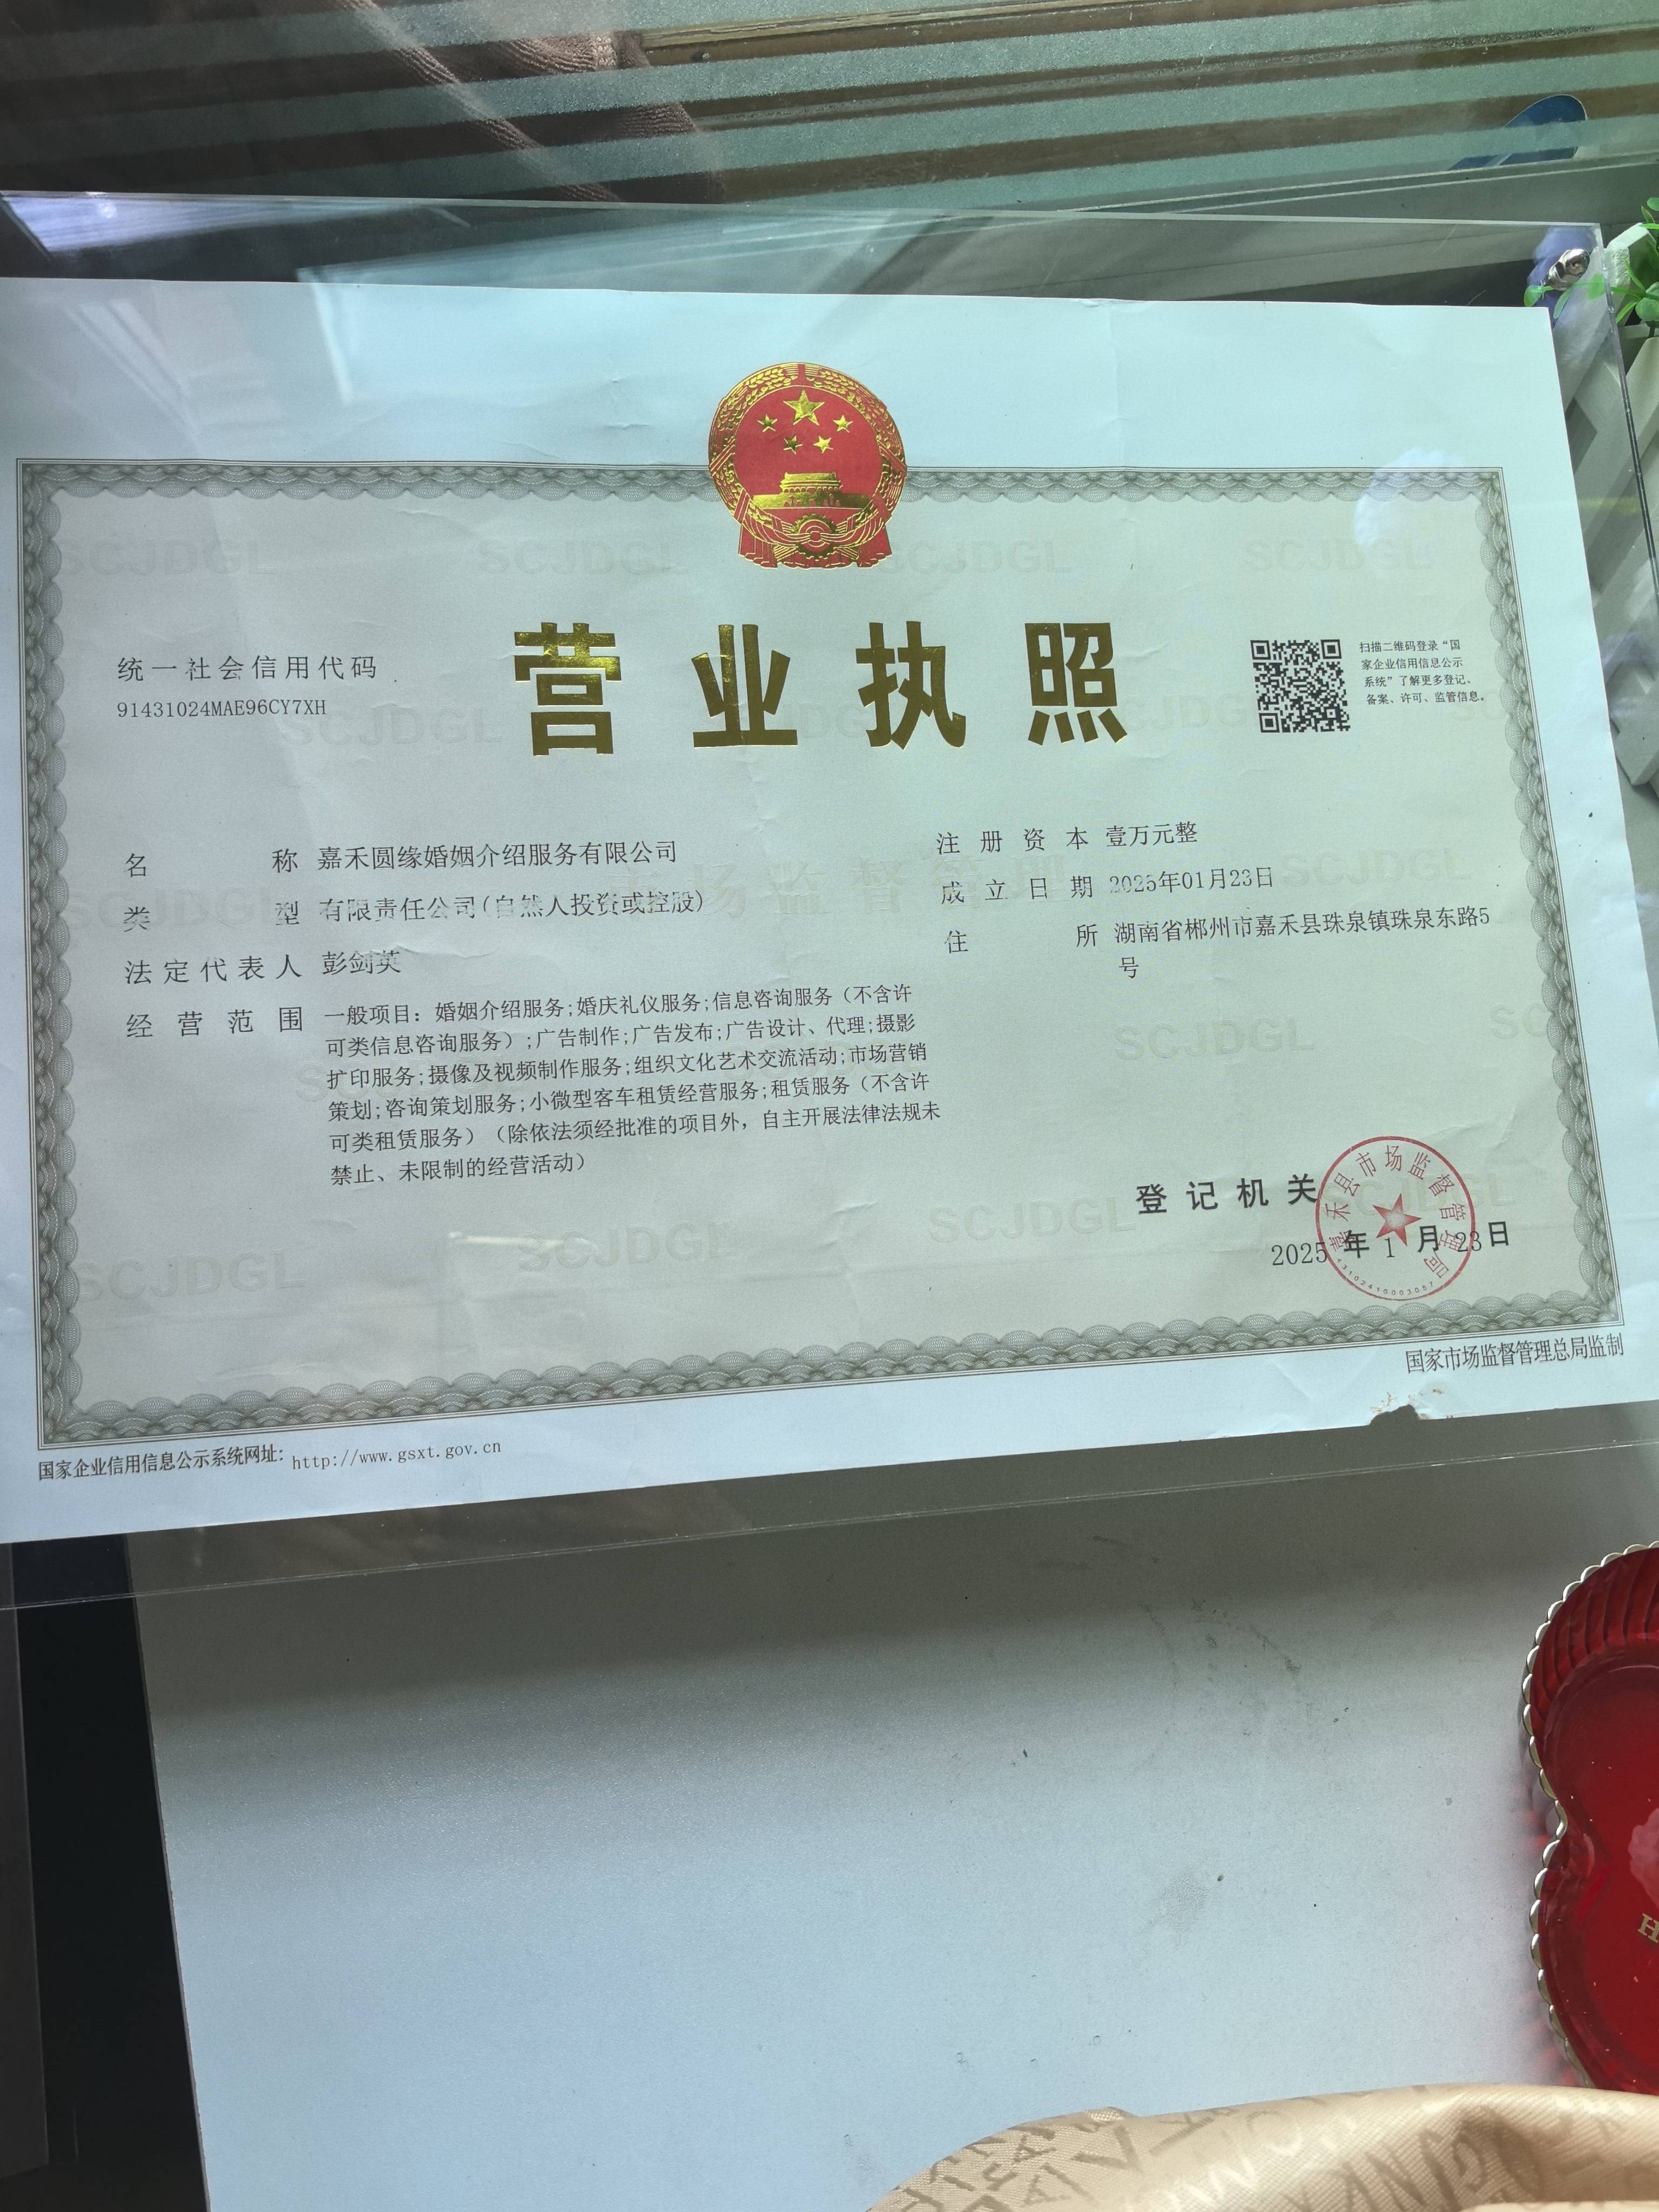 营业执照
统一社会信用代码
91431024MAE96CY7XH
扫描二维码登录“国
家企业信用信息公示
系统”了解更多登记、
备案、许可、监管信息。
名称 嘉禾圆缘婚姻介绍服务有限公司
类型 有限责任公司(自然人投资或控股)
法定代表人 彭剑英
经营范围 一般项目：婚姻介绍服务;婚庆礼仪服务;信息咨询服务（不含许
可类信息咨询服务）;广告制作;广告发布;广告设计、代理;摄影
扩印服务;摄像及视频制作服务;组织文化艺术交流活动;市场营销
策划;咨询策划服务;小微型客车租赁经营服务;租赁服务（不含许
可类租赁服务）（除依法须经批准的项目外，自主开展法律法规未
禁止、未限制的经营活动）
注册资本 壹万元整
成立日期 2025年01月23日
住所 湖南省郴州市嘉禾县珠泉镇珠泉东路5
号
登记机关
嘉禾县市场监督管理局
2025年1月23日
国家企业信用信息公示系统网址：http://www.gsxt.gov.cn
国家市场监督管理总局监制
SCJDGL